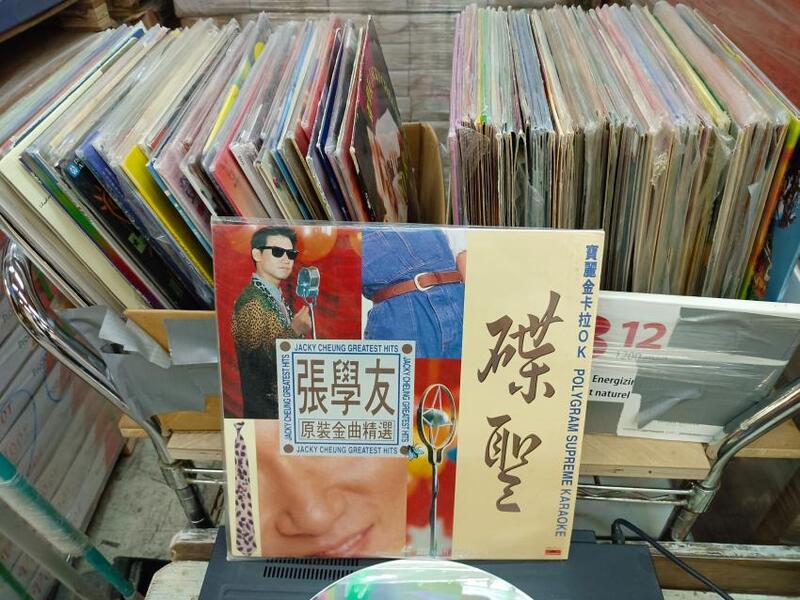 JACKY CHEUNG GREATEST HITS
JACKY CHEUNG GREATEST HITS
張學友
原裝金曲精選
JACKY CHEUNG GREATEST HITS
JACKY CHEUNG GREATEST HITS
碟聖
寶麗金卡拉OK POLYGRAM SUPREME KARAOKE
12
1200
Energizi
t naturel